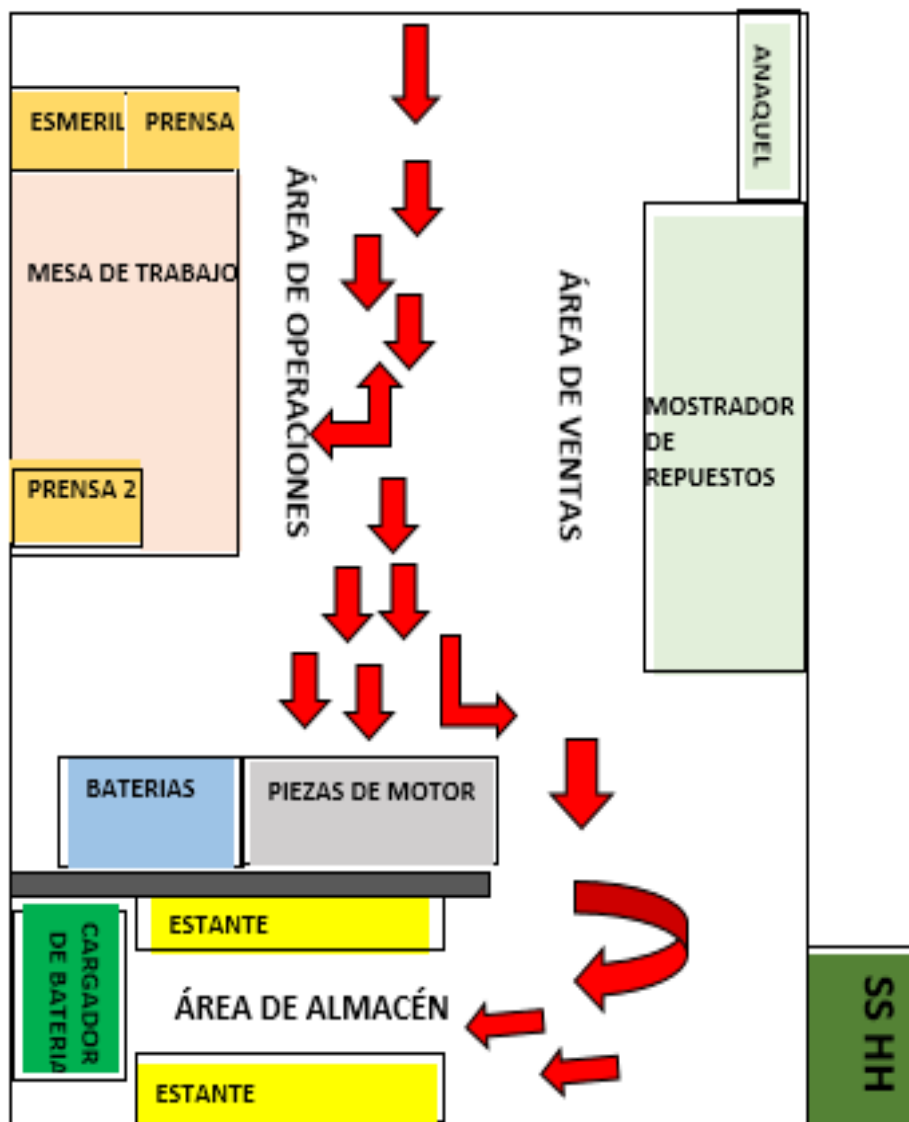 ANAQUEL
ESMERIL
PRENSA
ÁREA DE OPERACIONES
MESA DE TRABAJO
ÁREA DE VENTAS
MOSTRADOR
DE
REPUESTOS
PRENSA 2
BATERIAS
PIEZAS DE MOTOR
CARGADOR
DE BATERIA
ESTANTE
ÁREA DE ALMACÉN
SS HH
ESTANTE